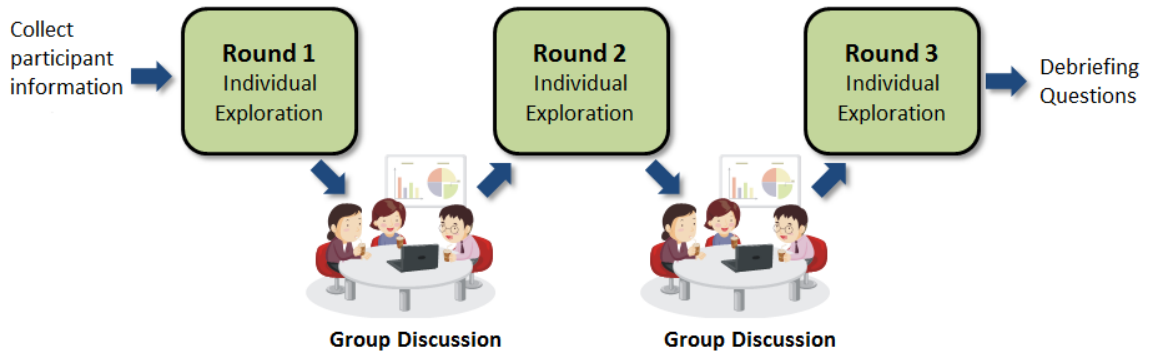 Collect
participant
information
Round 1
Individual
Exploration
Group Discussion
Round 2
Individual
Exploration
Group Discussion
Round 3
Individual
Exploration
Debriefing
Questions